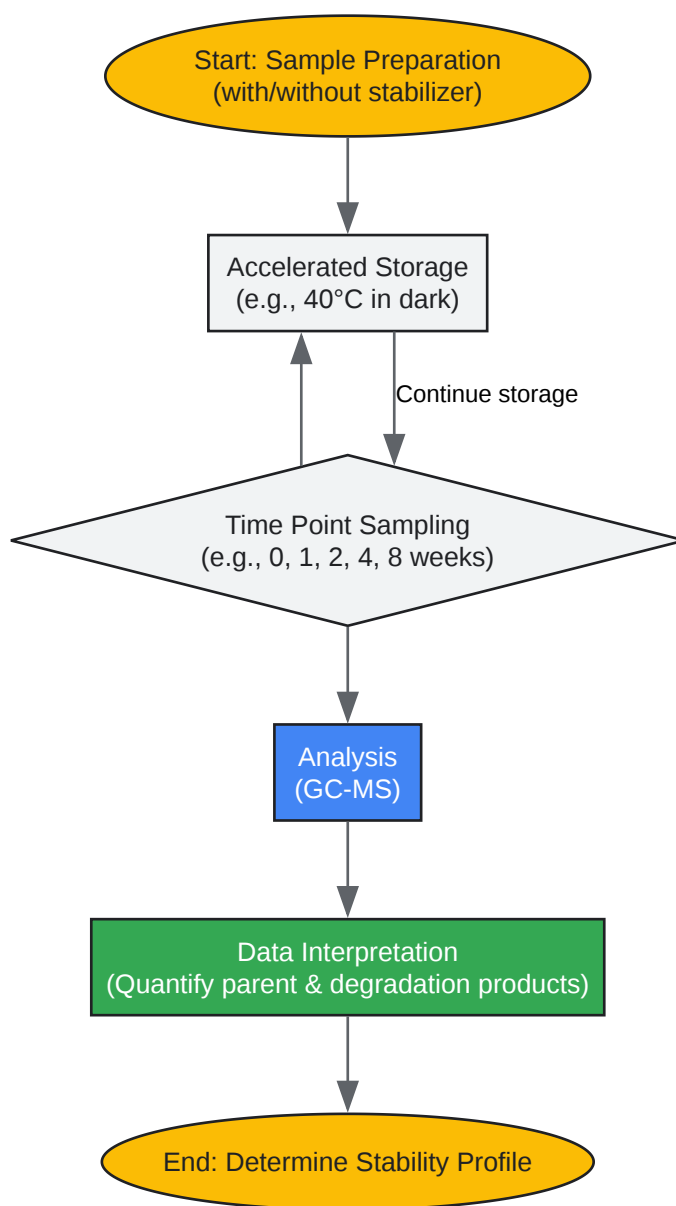 Start: Sample Preparation
(with/without stabilizer)
Accelerated Storage
(e.g., 40°C in dark)
Continue storage
Time Point Sampling
(e.g., 0, 1, 2, 4, 8 weeks)
Analysis
(GC-MS)
Data Interpretation
(Quantify parent & degradation products)
End: Determine Stability Profile